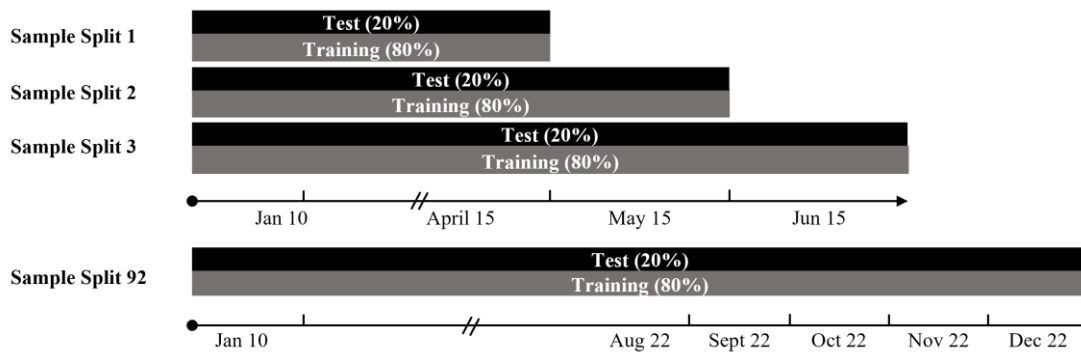 Test (20%)
Sample Split 1
Training (80%)
Test (20%)
Sample Split 2
Training (80%)
Test (20%)
Sample Split 3
Training (80%)
Jan 10 April 15 May 15 Jun 15
Test (20%)
Sample Split 92
Training (80%)
Jan 10 Aug 22 Sept 22 Oct 22 Nov 22 Dec 22